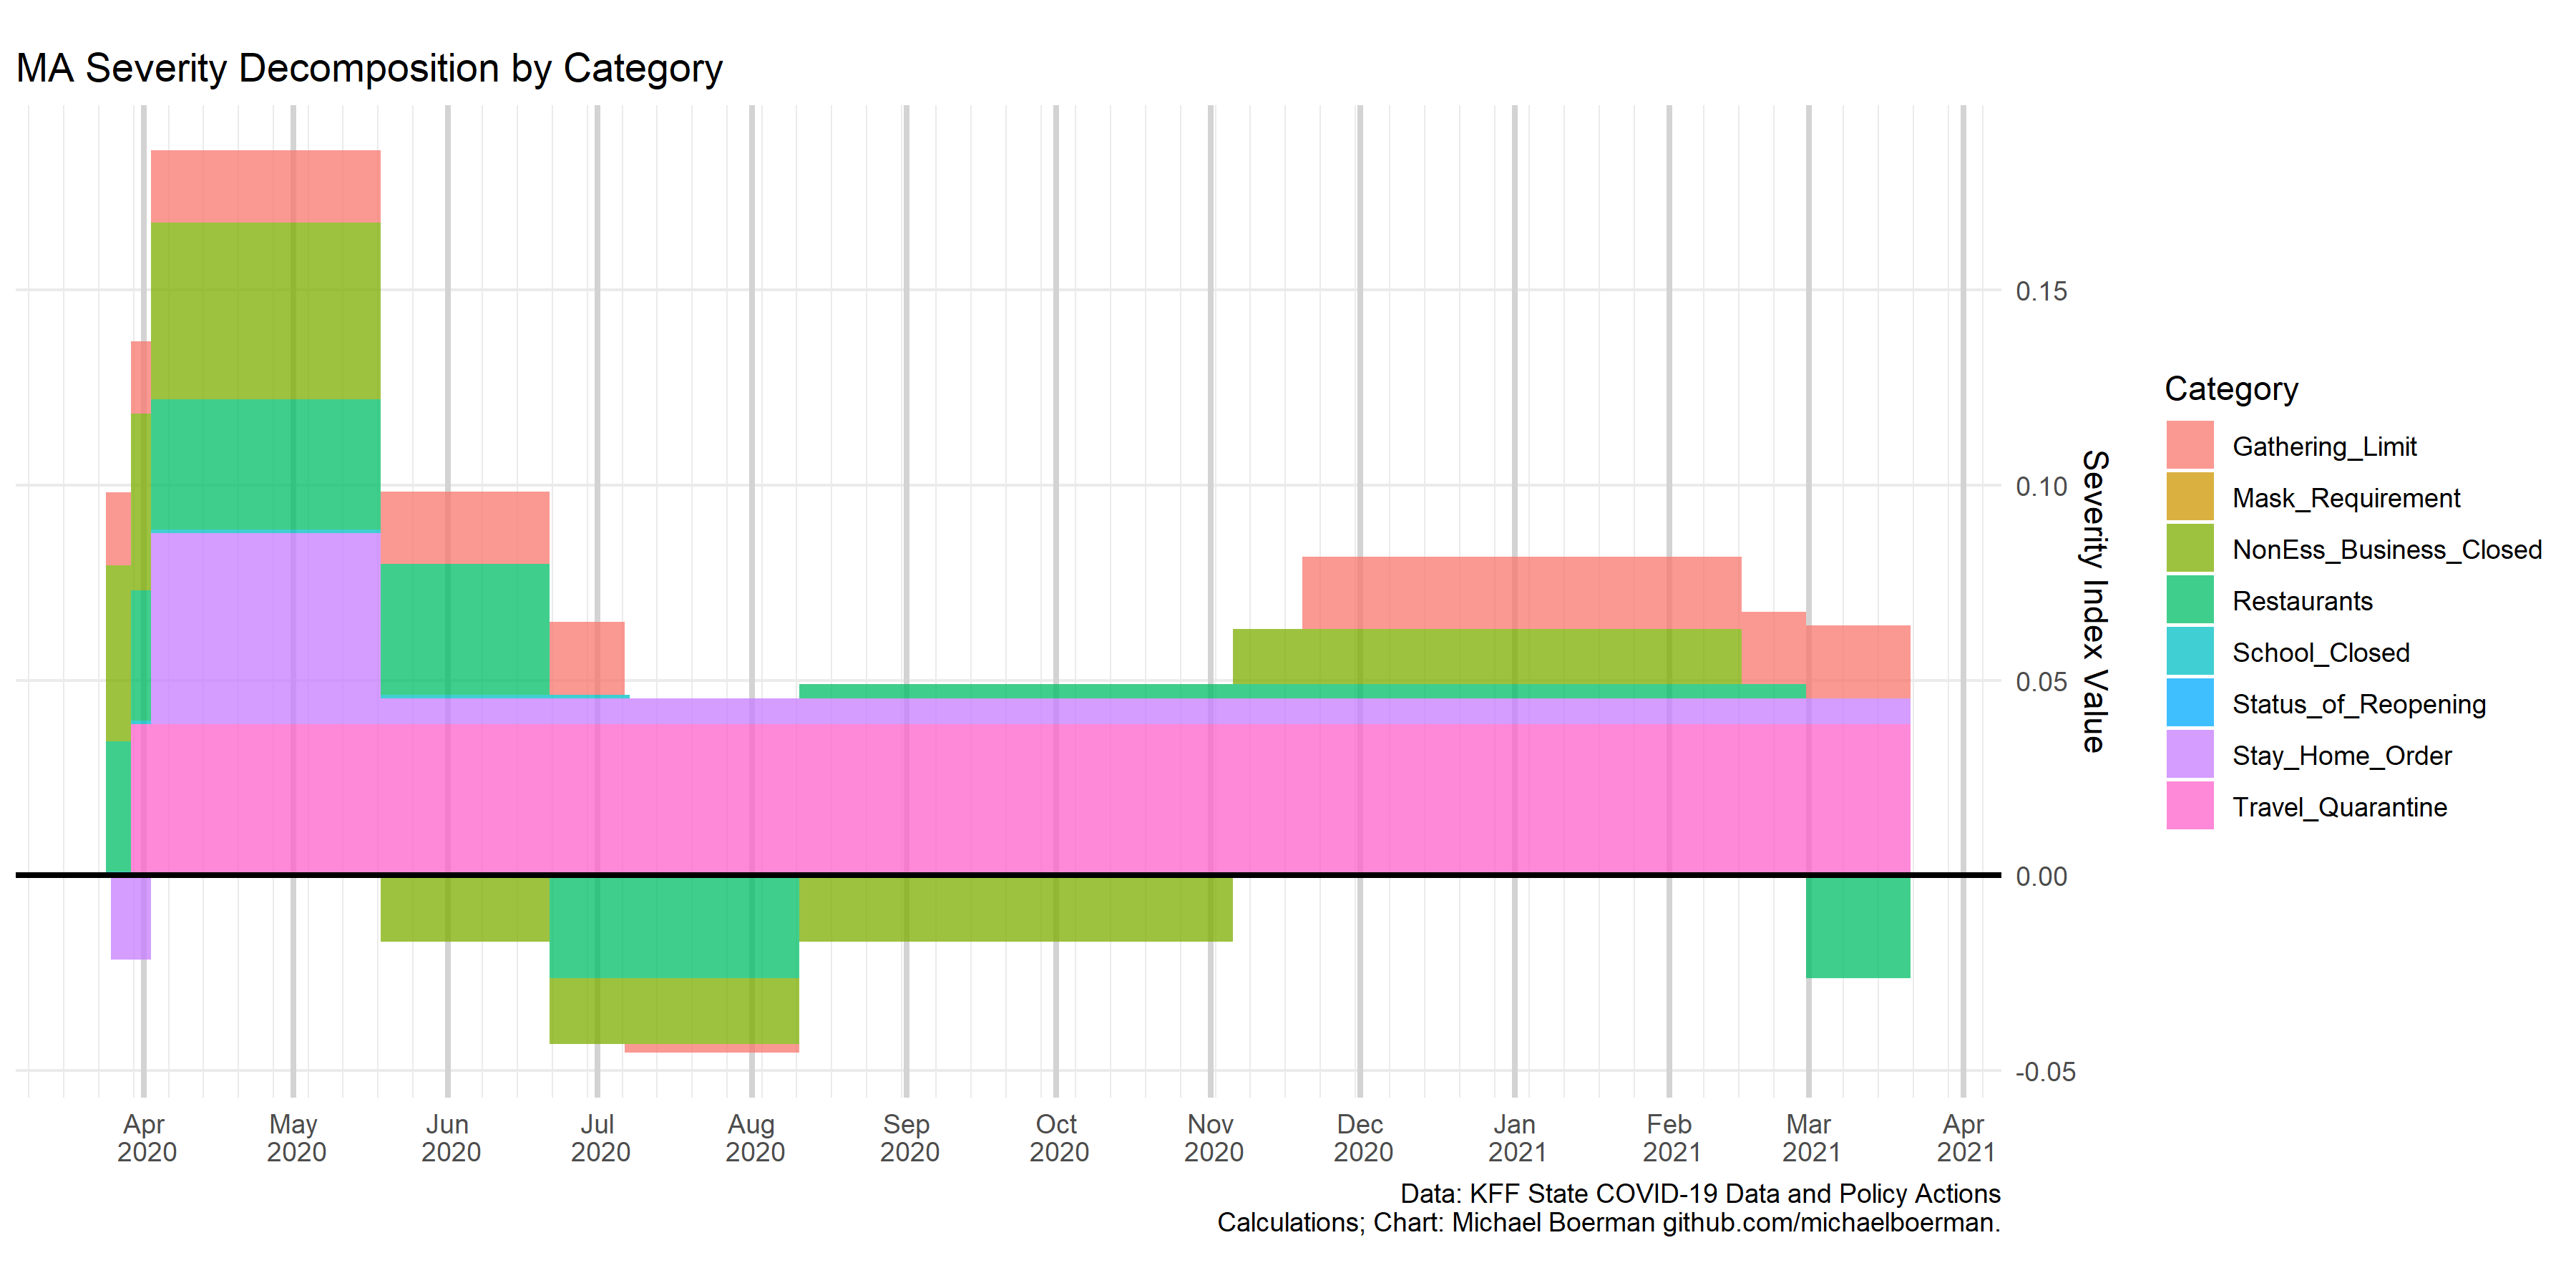 MA Severity Decomposition by Category
0.15
0.10
0.05
0.00
-0.05
Severity Index Value
Apr
2020
May
2020
Jun
2020
Jul
2020
Aug
2020
Sep
2020
Oct
2020
Nov
2020
Dec
2020
Jan
2021
Feb
2021
Mar
2021
Apr
2021
Category
Gathering_Limit
Mask_Requirement
NonEss_Business_Closed
Restaurants
School_Closed
Status_of_Reopening
Stay_Home_Order
Travel_Quarantine
Data: KFF State COVID-19 Data and Policy Actions
Calculations; Chart: Michael Boerman github.com/michaelboerman.